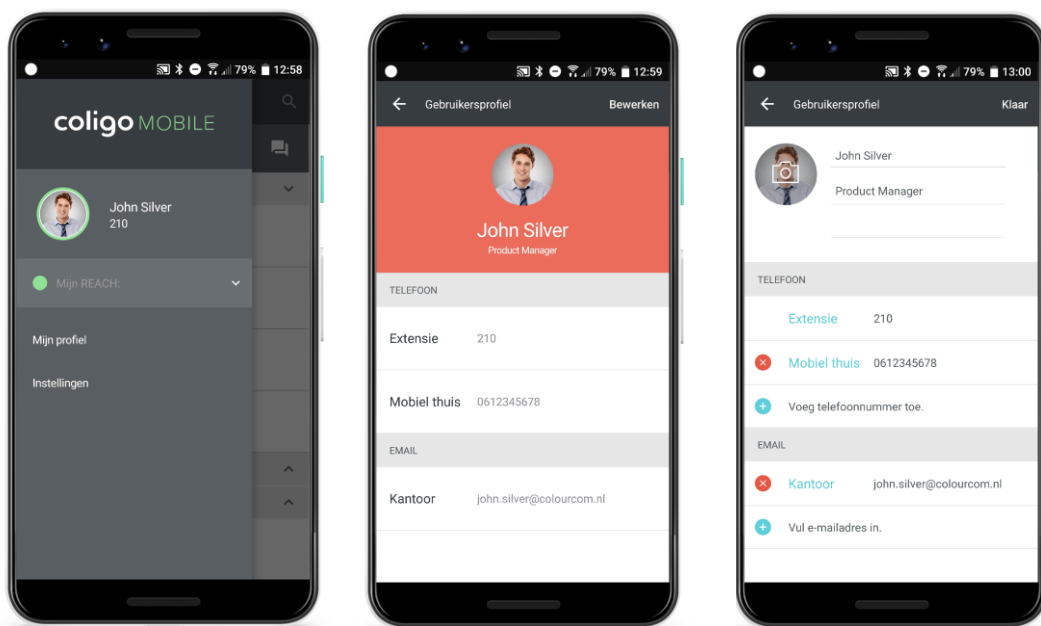 79% 12:58
coligo MOBILE
John Silver
210
Mijn REACH:
Mijn profiel
Instellingen
79% 12:59
Gebruikersprofiel Bewerken
John Silver
Product Manager
TELEFOON
Extensie 210
Mobiel thuis 0612345678
EMAIL
Kantoor john.silver@colourcom.nl
79% 13:00
Gebruikersprofiel Klaar
John Silver
Product Manager
TELEFOON
Extensie 210
Mobiel thuis 0612345678
Voeg telefoonnummer toe.
EMAIL
Kantoor john.silver@colourcom.nl
Vul e-mailadres in.